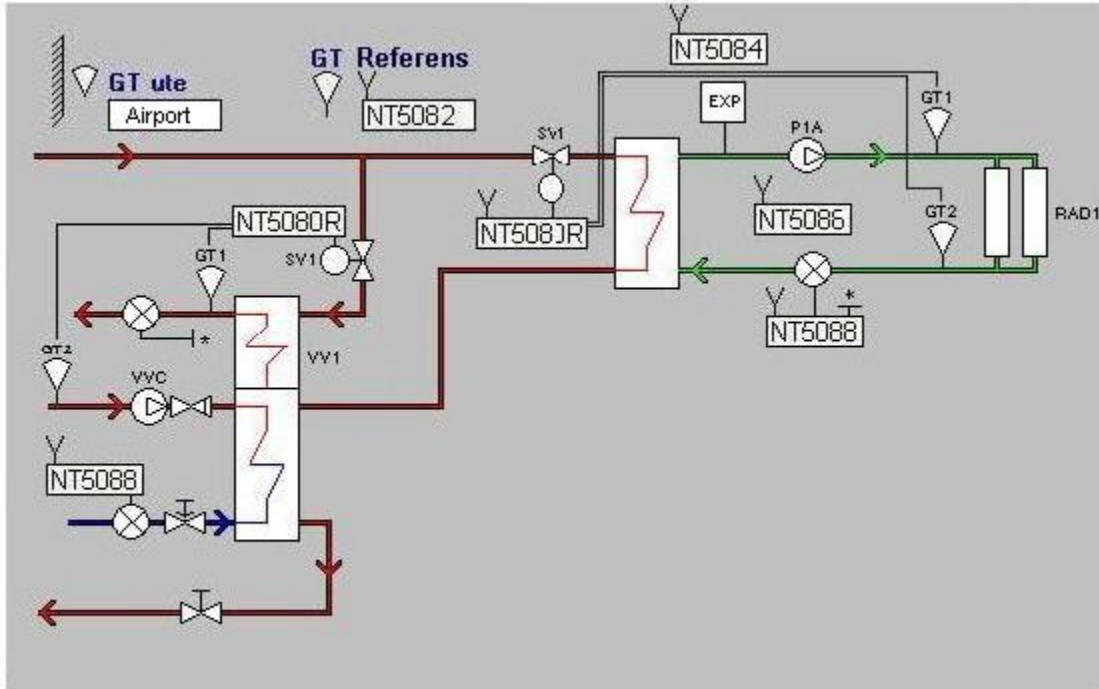 NT5084
GT ute
GT Referens
Airport
NT5082
EXP
GT1
P1A
SV1
NT5080R
NT5086
GT2
RAD1
GT1
SV1
*
NT5088
*
GT2
VV1
VVC
NT5088